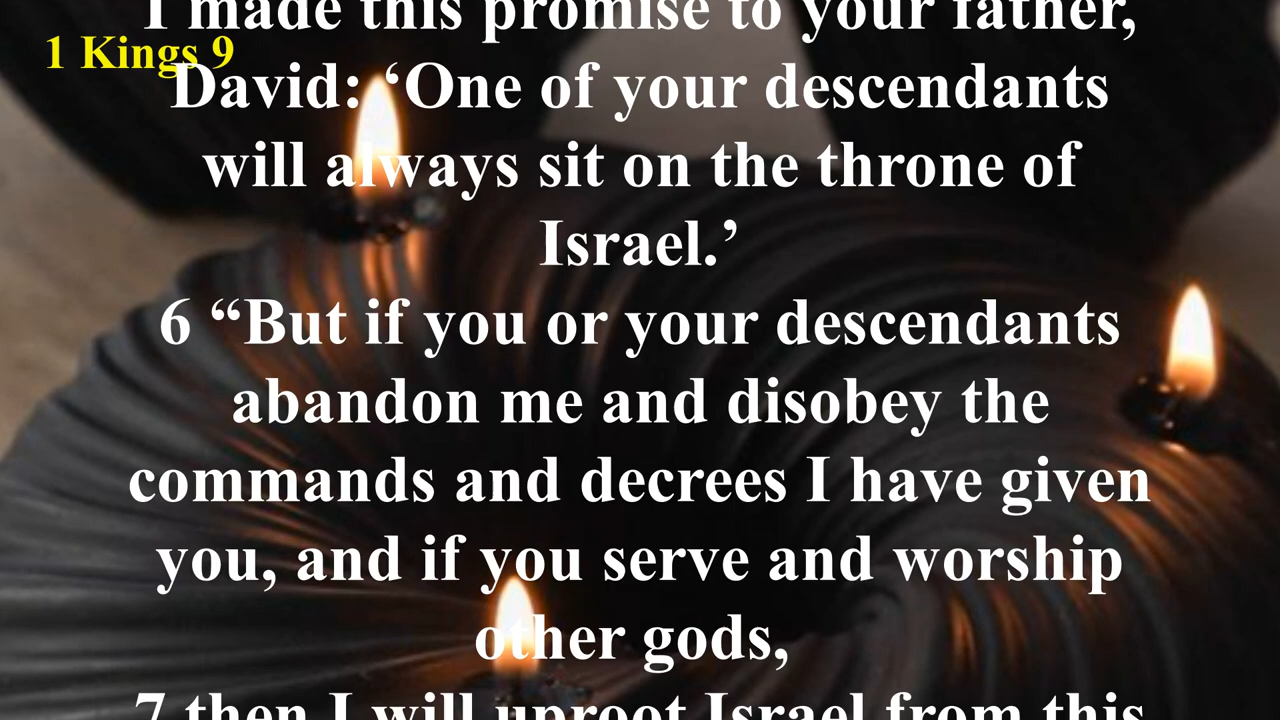 I made this promise to your father,
1 Kings 9
David: ‘One of your descendants
will always sit on the throne of
Israel.’
6 “But if you or your descendants
abandon me and disobey the
commands and decrees I have given
you, and if you serve and worship
other gods,
7 then I will uproot Israel from this